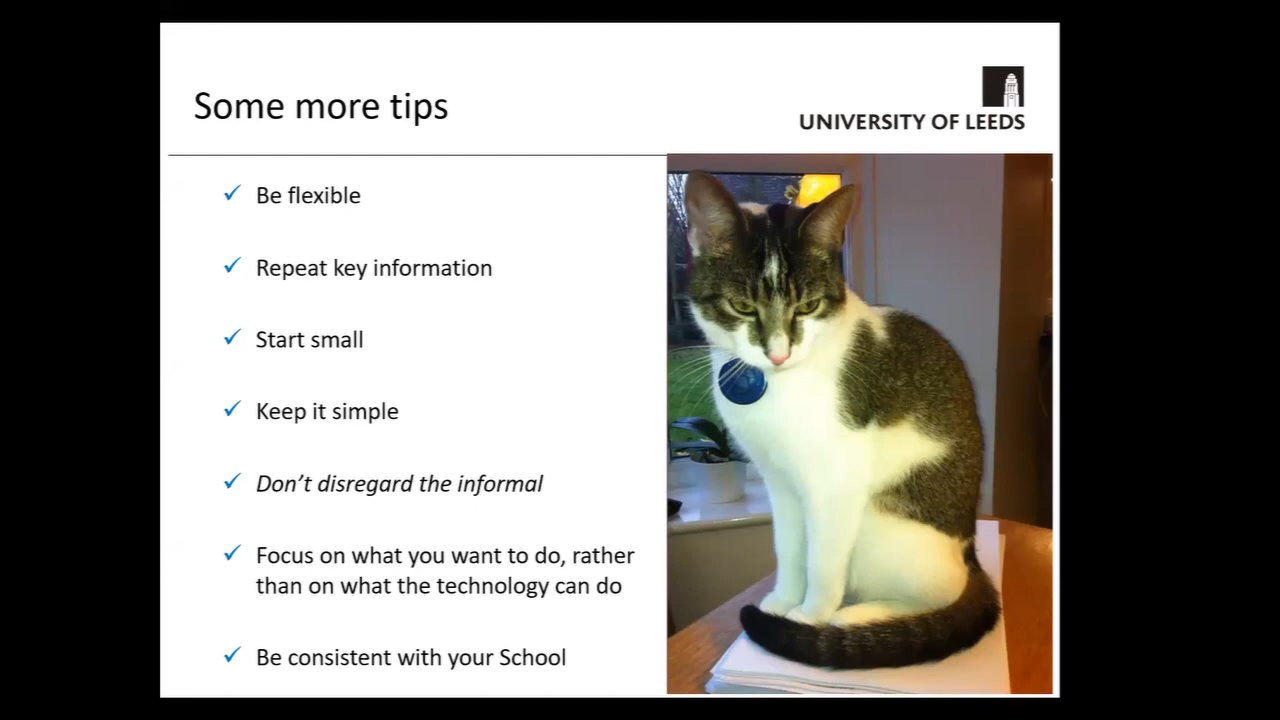 Some more tips
UNIVERSITY OF LEEDS
✓ Be flexible
✓ Repeat key information
✓ Start small
✓ Keep it simple
✓ Don’t disregard the informal
✓ Focus on what you want to do, rather
than on what the technology can do
✓ Be consistent with your School